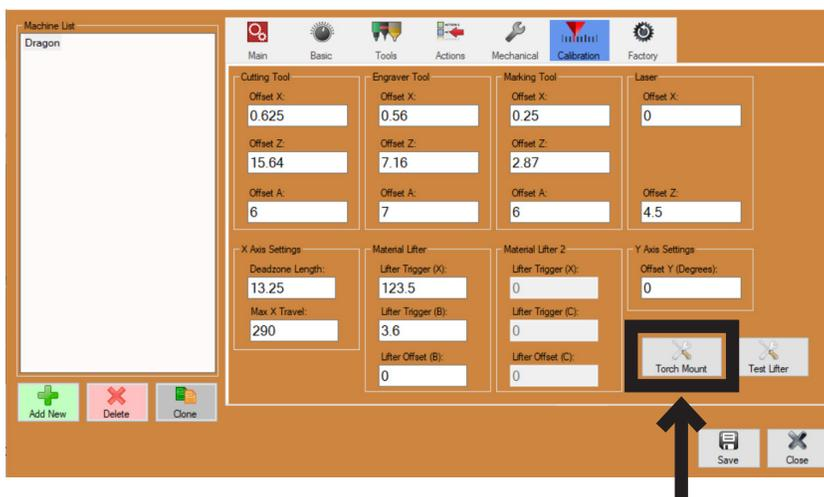 Machine List
Dragon
Main Basic Tools Actions Mechanical Calibration Factory
Cutting Tool Engraver Tool Marking Tool Laser
Offset X: Offset X: Offset X: Offset X:
0.625 0.56 0.25 0
Offset Z: Offset Z: Offset Z:
15.64 7.16 2.87
Offset A: Offset A: Offset A: Offset Z:
6 7 6 4.5
X Axis Settings Material Lifter Material Lifter 2 Y Axis Settings
Deadzone Length: Lifter Trigger (X): Lifter Trigger (X): Offset Y (Degrees):
13.25 123.5 0 0
Max X Travel: Lifter Trigger (B): Lifter Trigger (C):
290 3.6 0
Lifter Offset (B): Lifter Offset (C):
0 0
Torch Mount Test Lifter
Add New Delete Clone
Save Close